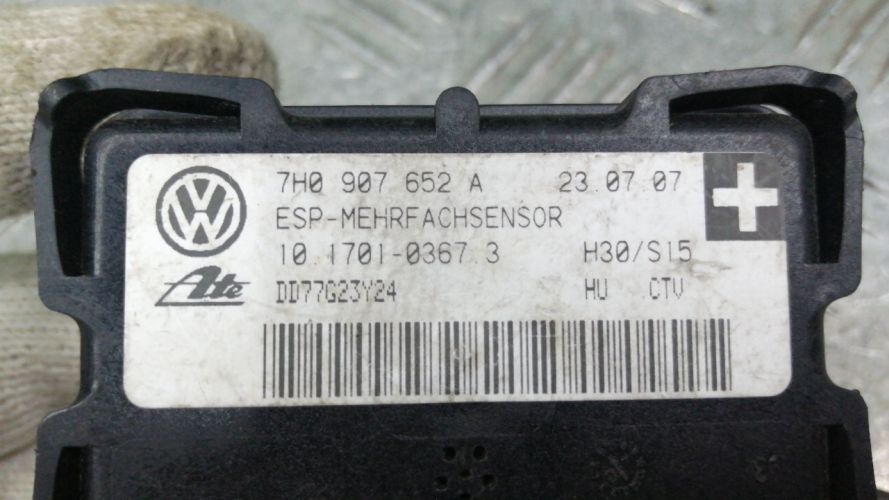 7H0 907 652 A 23.07.07
ESP-MEHRFACHSENSOR
10.1701-0367.3 H30/S15
Ate DD77G23Y24 HU CTV